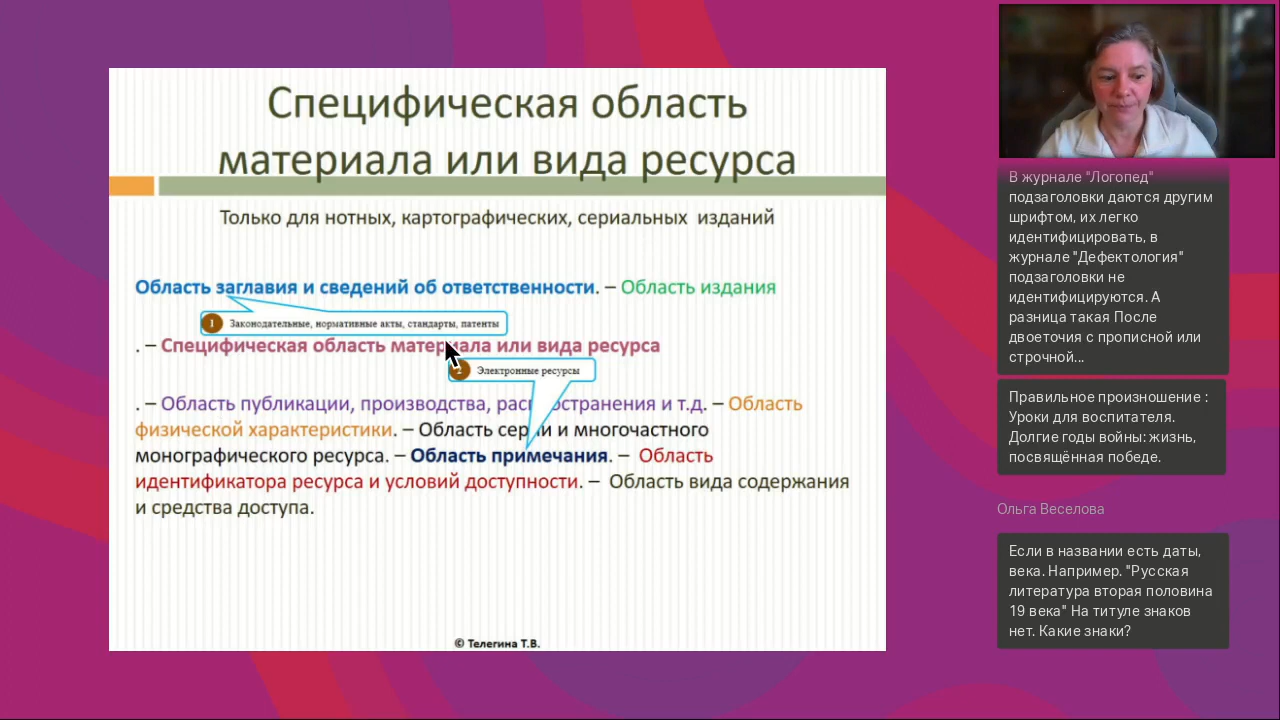 Специфическая область
материала или вида ресурса
Только для нотных, картографических, сериальных изданий
Область заглавия и сведений об ответственности. – Область издания
1 Законодательные, нормативные акты, стандарты, патенты
. – Специфическая область материала или вида ресурса
Электронные ресурсы
. – Область публикации, производства, распространения и т.д. – Область
физической характеристики. – Область серии и многочастного
монографического ресурса. – Область примечания. – Область
идентификатора ресурса и условий доступности. – Область вида содержания
и средства доступа.
© Телегина Т.В.
В журнале "Логопед"
подзаголовки даются другим
шрифтом, их легко
идентифицировать, в
журнале "Дефектология"
подзаголовки не
идентифицируются. А
разница такая После
двоеточия с прописной или
строчной...
Правильное произношение :
Уроки для воспитателя.
Долгие годы войны: жизнь,
посвящённая победе.
Ольга Веселова
Если в названии есть даты,
века. Например. "Русская
литература вторая половина
19 века" На титуле знаков
нет. Какие знаки?